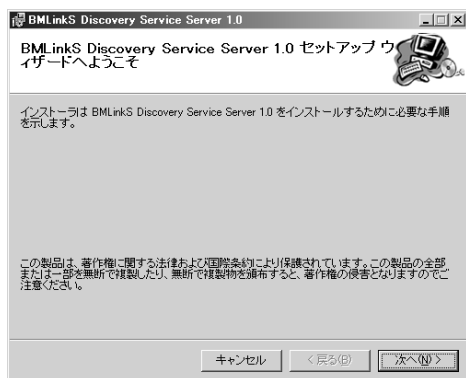 BMLinkS Discovery Service Server 1.0
BMLinkS Discovery Service Server 1.0 セットアップ ウ
ィザードへようこそ
インストーラは BMLinkS Discovery Service Server 1.0 をインストールするために必要な手順
を示します。
この製品は、著作権に関する法律および国際条約により保護されています。この製品の全部
または一部を無断で複製したり、無断で複製物を頒布すると、著作権の侵害となりますのでご
注意ください。
キャンセル
< 戻る(B)
次へ(N) >